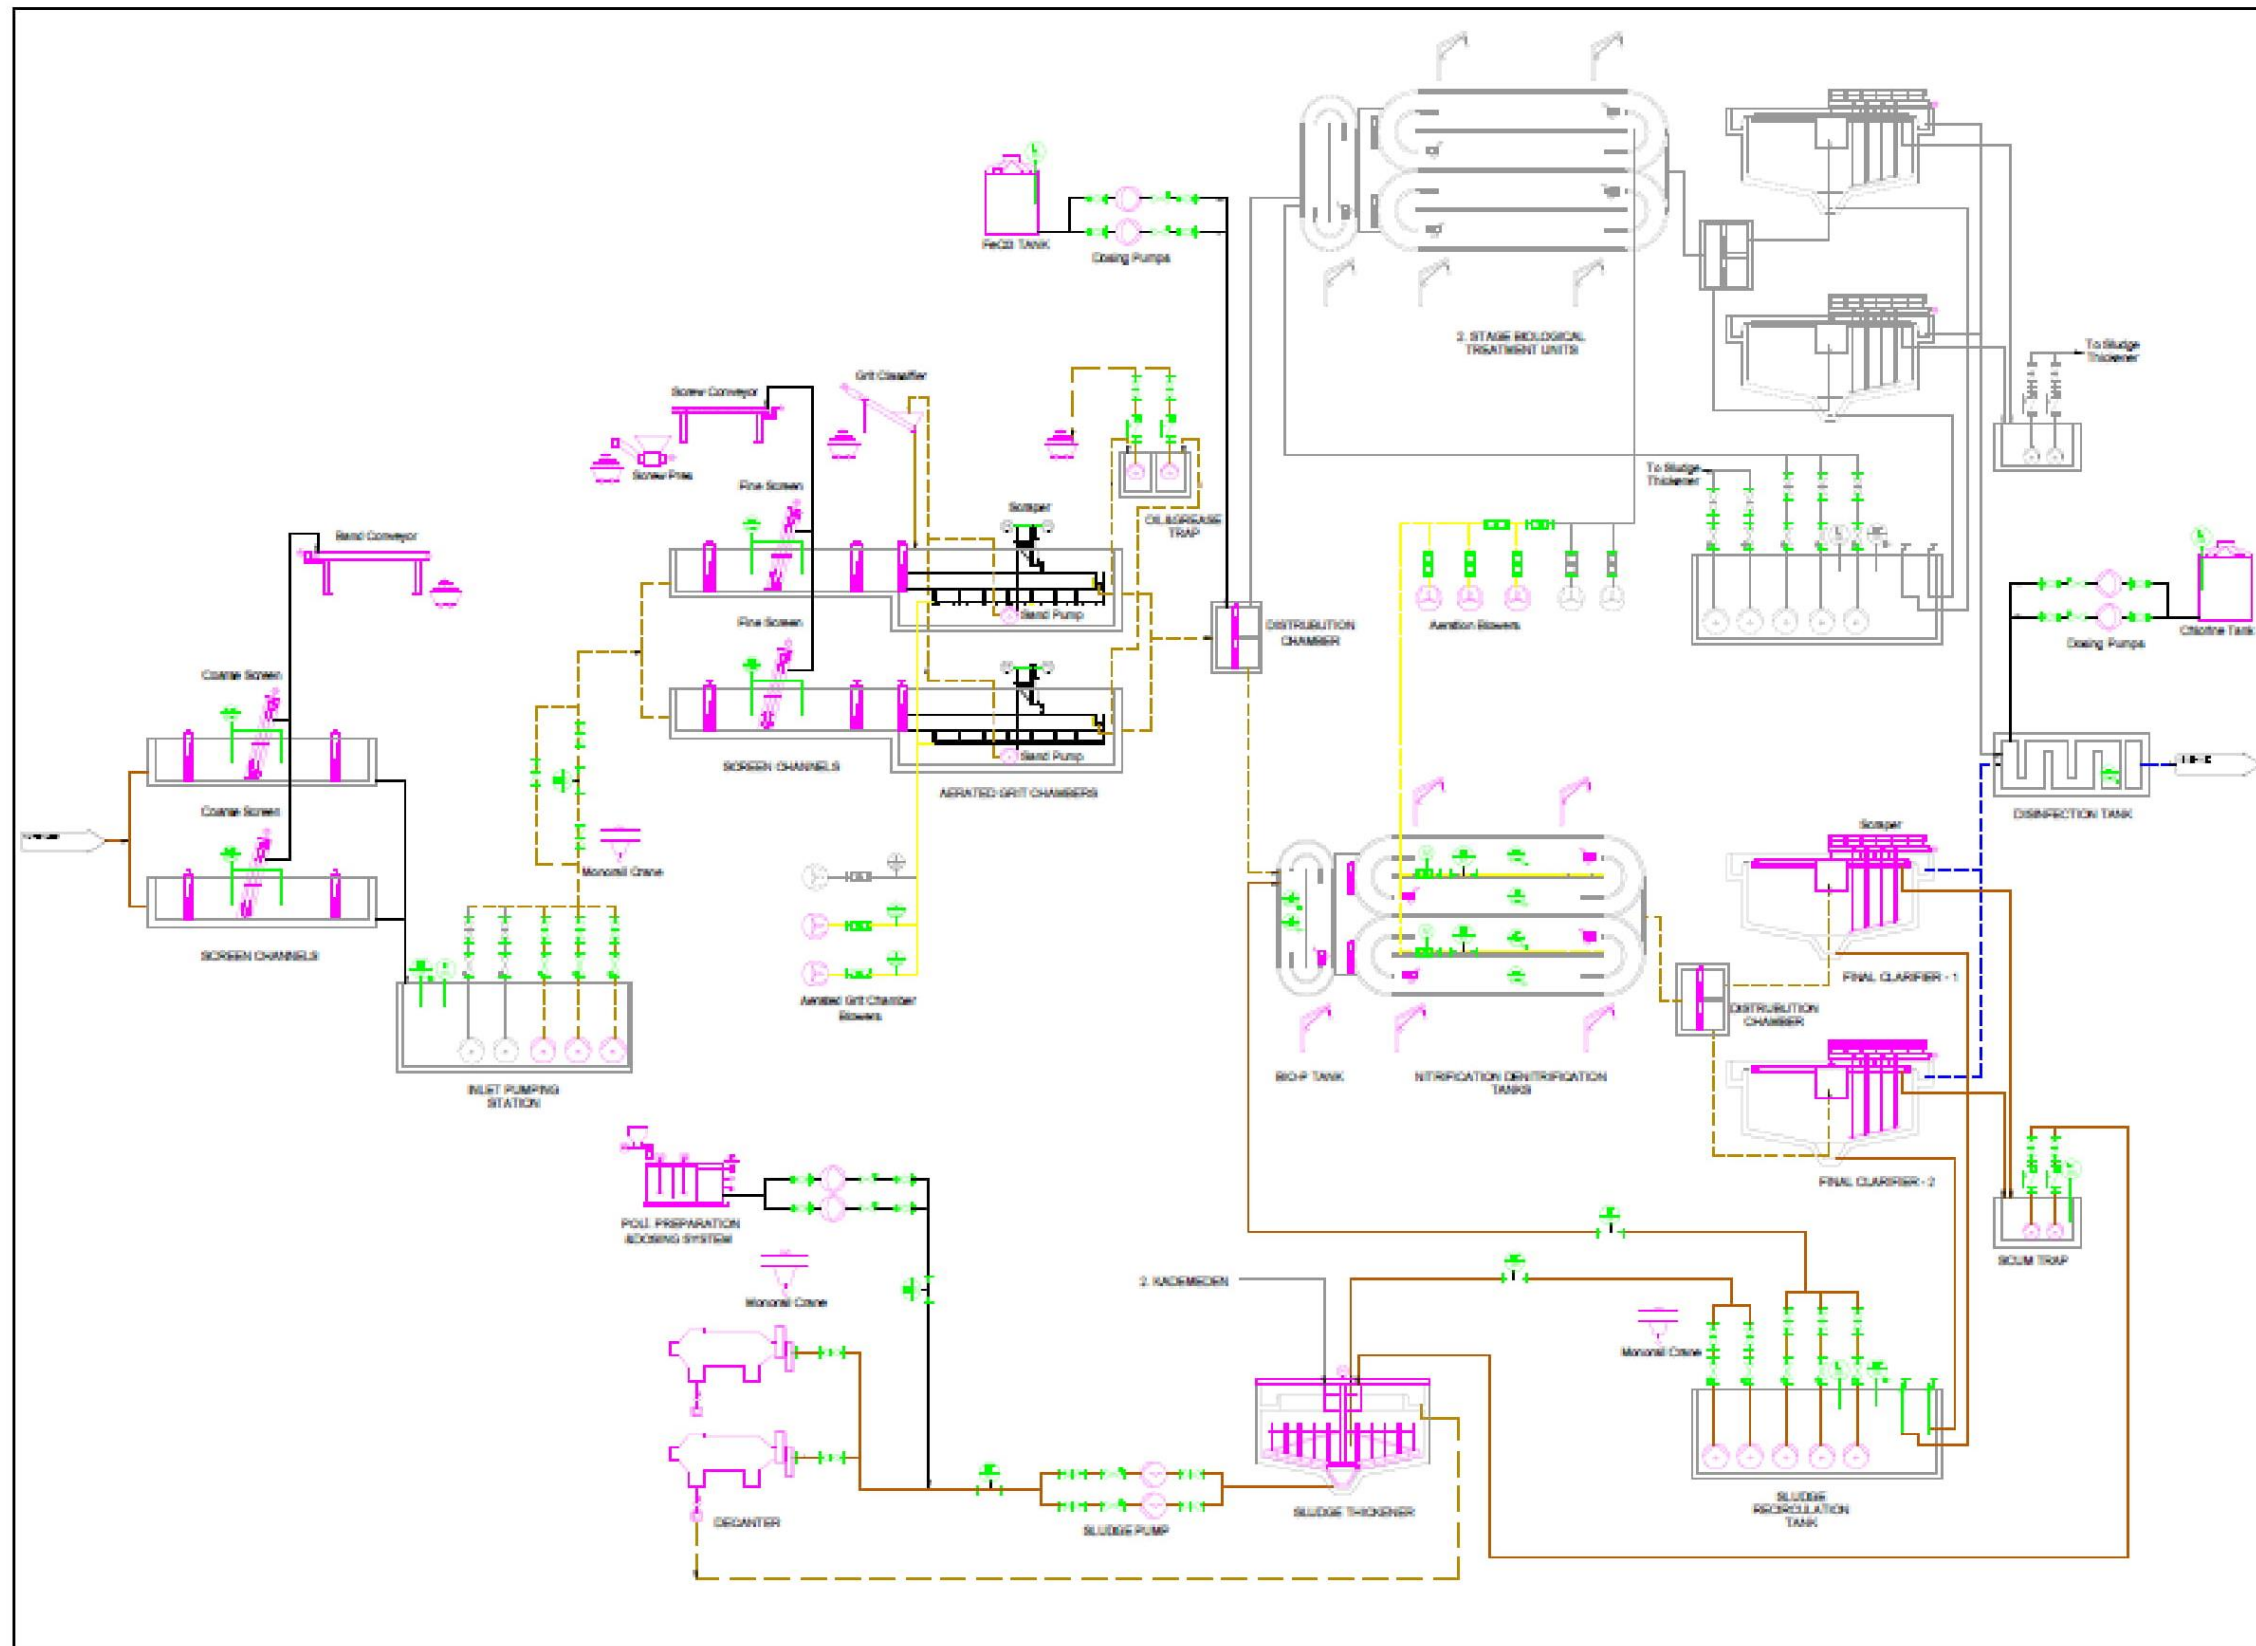 FeCl3 TANK
Dosing Pumps
2. STAGE BIOLOGICAL
TREATMENT UNITS
To Sludge
Thickener
Screw Conveyor
Grit Classifier
Screw Pres
Fine Screen
Scraper
OIL&GREASE
TRAP
To Sludge
Thickener
Band Conveyor
Sand Pump
Fine Screen
DISTRUBUTION
CHAMBER
Aeration Blowers
Chlorine Tank
Dosing Pumps
Coarse Screen
Sand Pump
SCREEN CHANNELS
AERATED GRIT CHAMBERS
Coarse Screen
DISINFECTION TANK
Scraper
Monorail Crane
SCREEN CHANNELS
FINAL CLARIFIER - 1
Aerated Grit Chamber
Blowers
DISTRUBUTION
CHAMBER
BIO-P TANK
NITRIFICATION DENITRIFICATION
TANKS
INLET PUMPING
STATION
FINAL CLARIFIER - 2
POLI. PREPARATION
&DOSING SYSTEM
SCUM TRAP
2. KADEMEDEN
Monorail Crane
Monorail Crane
SLUDGE
RECIRCULATION
TANK
SLUDGE THICKENER
DECANTER
SLUDGE PUMP